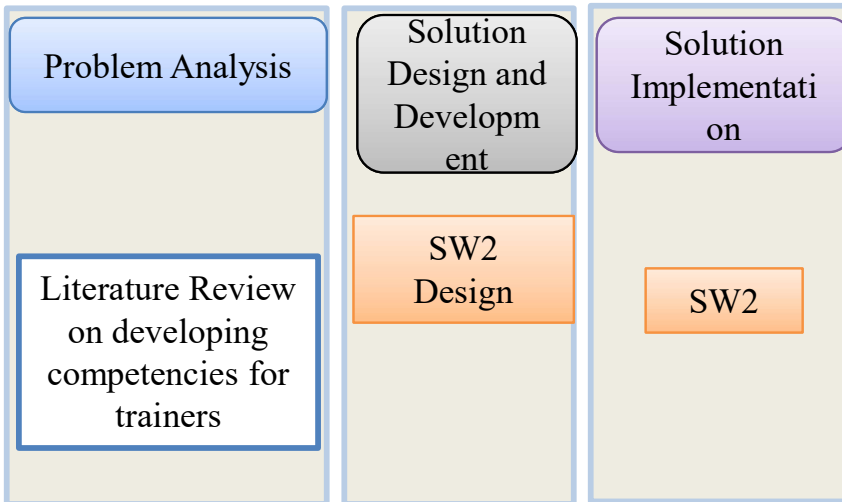 Problem Analysis
Literature Review
on developing
competencies for
trainers
Solution
Design and
Developm
ent
SW2
Design
Solution
Implementati
on
SW2